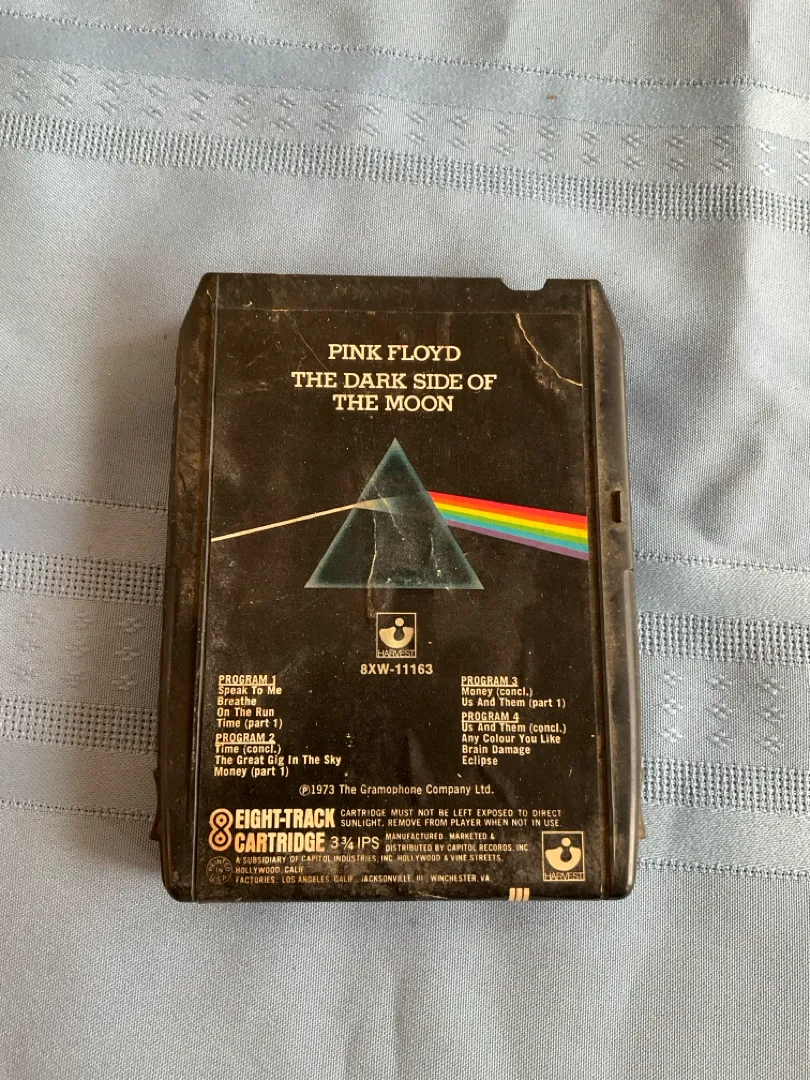 PINK FLOYD
THE DARK SIDE OF
THE MOON
HARVEST
8XW-11163
PROGRAM 1
Speak To Me
Breathe
On The Run
Time (part 1)
PROGRAM 2
Time (concl.)
The Great Gig In The Sky
Money (part 1)
PROGRAM 3
Money (concl.)
Us And Them (part 1)
PROGRAM 4
Us And Them (concl.)
Any Colour You Like
Brain Damage
Eclipse
Ⓟ1973 The Gramophone Company Ltd.
8 EIGHT-TRACK
CARTRIDGE 3¾ IPS
CARTRIDGE MUST NOT BE LEFT EXPOSED TO DIRECT
SUNLIGHT. REMOVE FROM PLAYER WHEN NOT IN USE
MANUFACTURED, MARKETED &
DISTRIBUTED BY CAPITOL RECORDS, INC
A SUBSIDIARY OF CAPITOL INDUSTRIES, INC. HOLLYWOOD & VINE STREETS,
HOLLYWOOD, CALIF.
FACTORIES: LOS ANGELES, CALIF., JACKSONVILLE, Ill., WINCHESTER, VA.
HARVEST